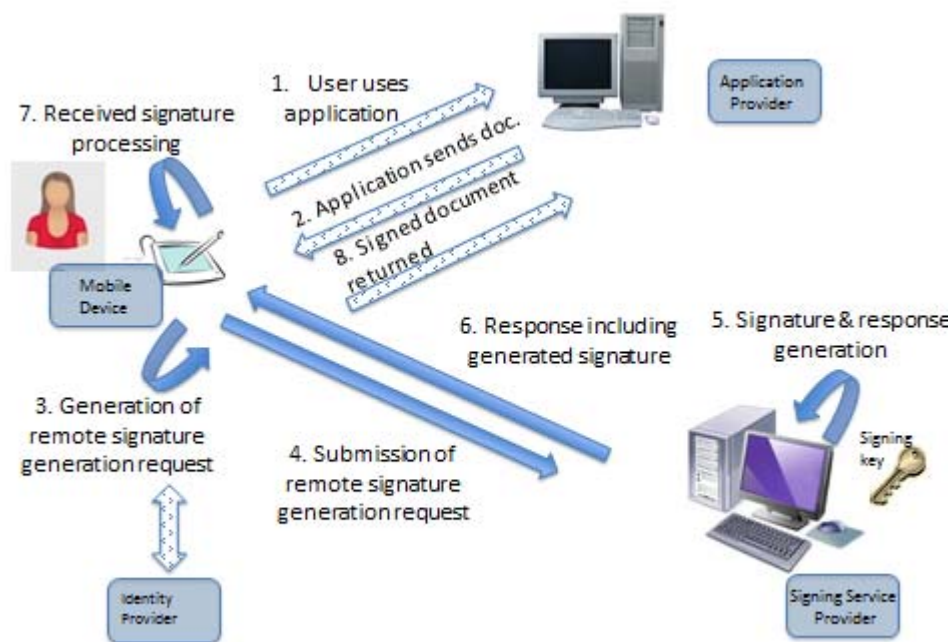 1. User uses
application
Application
Provider
7. Received signature
processing
2. Application sends doc.
8. Signed document
returned
Mobile
Device
6. Response including
generated signature
5. Signature & response
generation
3. Generation of
remote signature
generation request
4. Submission of
remote signature
generation request
Signing
key
Identity
Provider
Signing Service
Provider